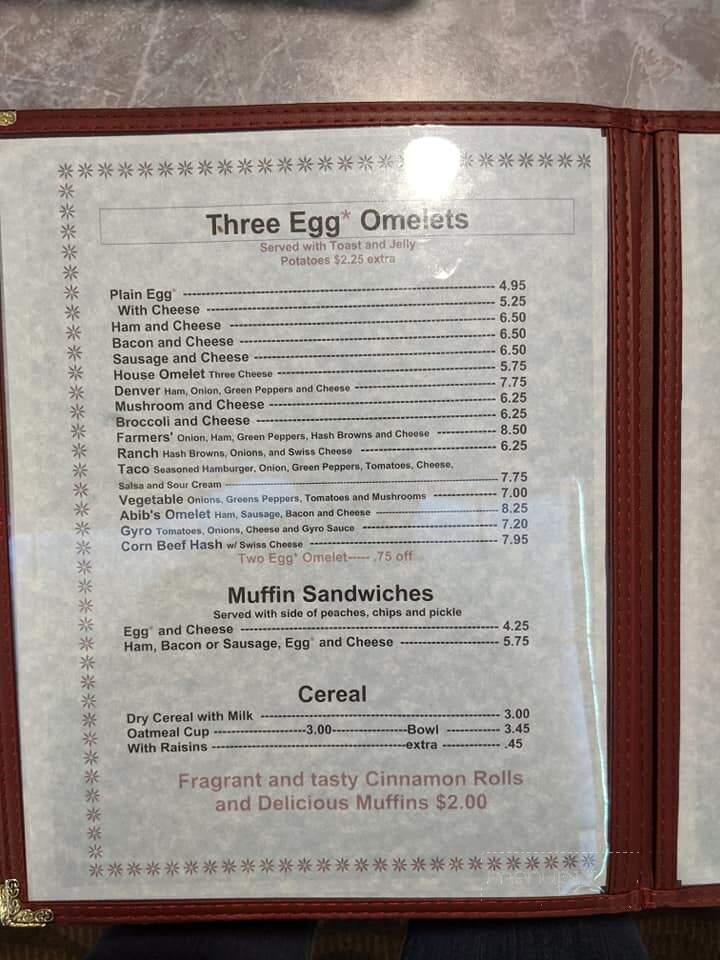 Three Egg* Omelets
Served with Toast and Jelly
Potatoes $2.25 extra
Plain Egg* ---------- 4.95
With Cheese ---------- 5.25
Ham and Cheese ---------- 6.50
Bacon and Cheese ---------- 6.50
Sausage and Cheese ---------- 6.50
House Omelet Three Cheese ---------- 5.75
Denver Ham, Onion, Green Peppers and Cheese ---------- 7.75
Mushroom and Cheese ---------- 6.25
Broccoli and Cheese ---------- 6.25
Farmers' Onion, Ham, Green Peppers, Hash Browns and Cheese ---------- 8.50
Ranch Hash Browns, Onions, and Swiss Cheese ---------- 6.25
Taco Seasoned Hamburger, Onion, Green Peppers, Tomatoes, Cheese,
Salsa and Sour Cream ---------- 7.75
Vegetable Onions, Greens Peppers, Tomatoes and Mushrooms ---------- 7.00
Abib's Omelet Ham, Sausage, Bacon and Cheese ---------- 8.25
Gyro Tomatoes, Onions, Cheese and Gyro Sauce ---------- 7.20
Corn Beef Hash w/ Swiss Cheese ---------- 7.95
Two Egg* Omelet----- .75 off
Muffin Sandwiches
Served with side of peaches, chips and pickle
Egg* and Cheese ---------- 4.25
Ham, Bacon or Sausage, Egg* and Cheese ---------- 5.75
Cereal
Dry Cereal with Milk ---------- 3.00
Oatmeal Cup ----------3.00----------Bowl ---------- 3.45
With Raisins ----------extra ---------- .45
Fragrant and tasty Cinnamon Rolls
and Delicious Muffins $2.00